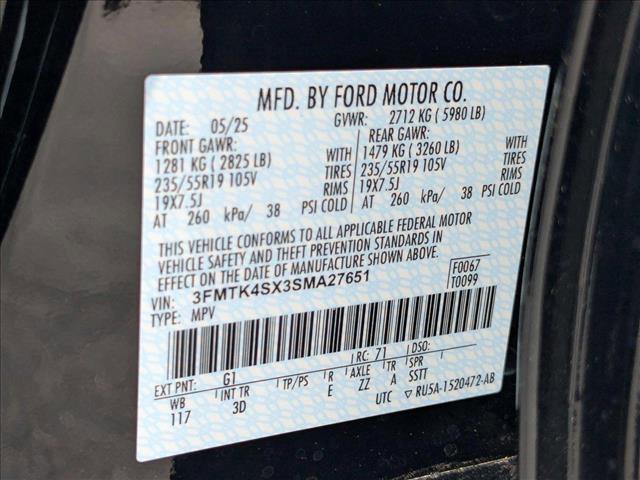 MFD. BY FORD MOTOR CO.
DATE: 05/25 GVWR: 2712 KG ( 5980 LB)
FRONT GAWR: REAR GAWR:
1281 KG ( 2825 LB) WITH 1479 KG ( 3260 LB) WITH
235/55R19 105V TIRES 235/55R19 105V TIRES
19X7.5J RIMS 19X7.5J RIMS
AT 260 kPa/ 38 PSI COLD AT 260 kPa/ 38 PSI COLD
THIS VEHICLE CONFORMS TO ALL APPLICABLE FEDERAL MOTOR
VEHICLE SAFETY AND THEFT PREVENTION STANDARDS IN
EFFECT ON THE DATE OF MANUFACTURE SHOWN ABOVE.
VIN: 3FMTK4SX3SMA27651 F0067
TYPE: MPV T0099
EXT PNT: G1 RC: 71 DSO:
WB INT TR TP/PS R AXLE TR SPR
117 3D E ZZ A SSTT
UTC ▽ RU5A-1520472-AB